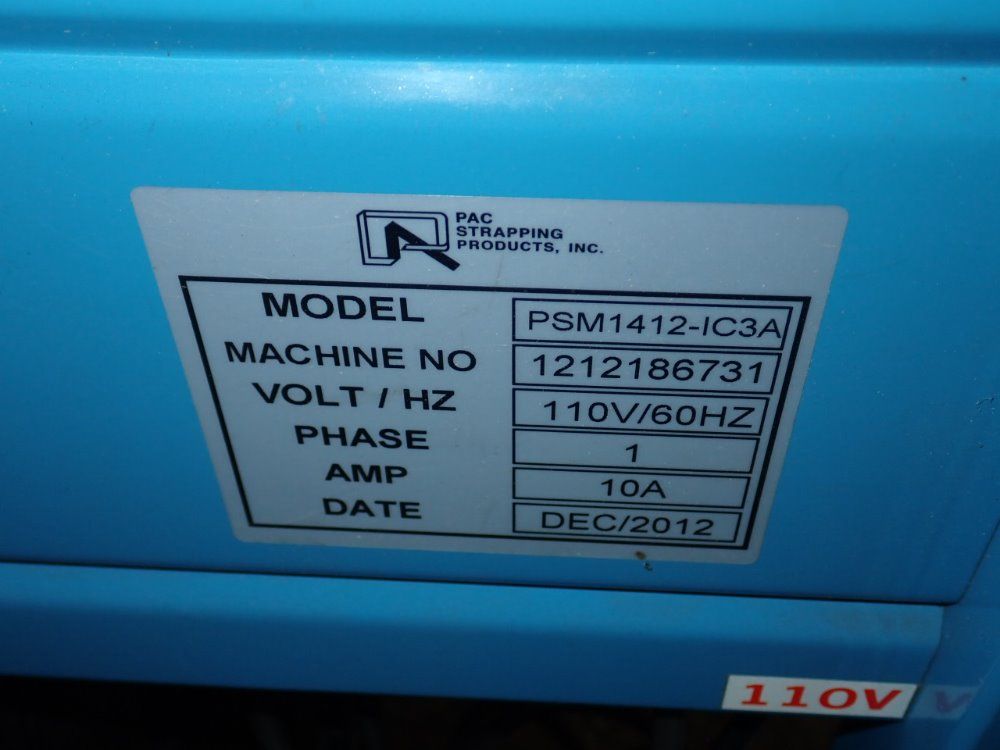 PAC
STRAPPING
PRODUCTS, INC.
MODEL PSM1412-IC3A
MACHINE NO 1212186731
VOLT / HZ 110V/60HZ
PHASE 1
AMP 10A
DATE DEC/2012
110V
V